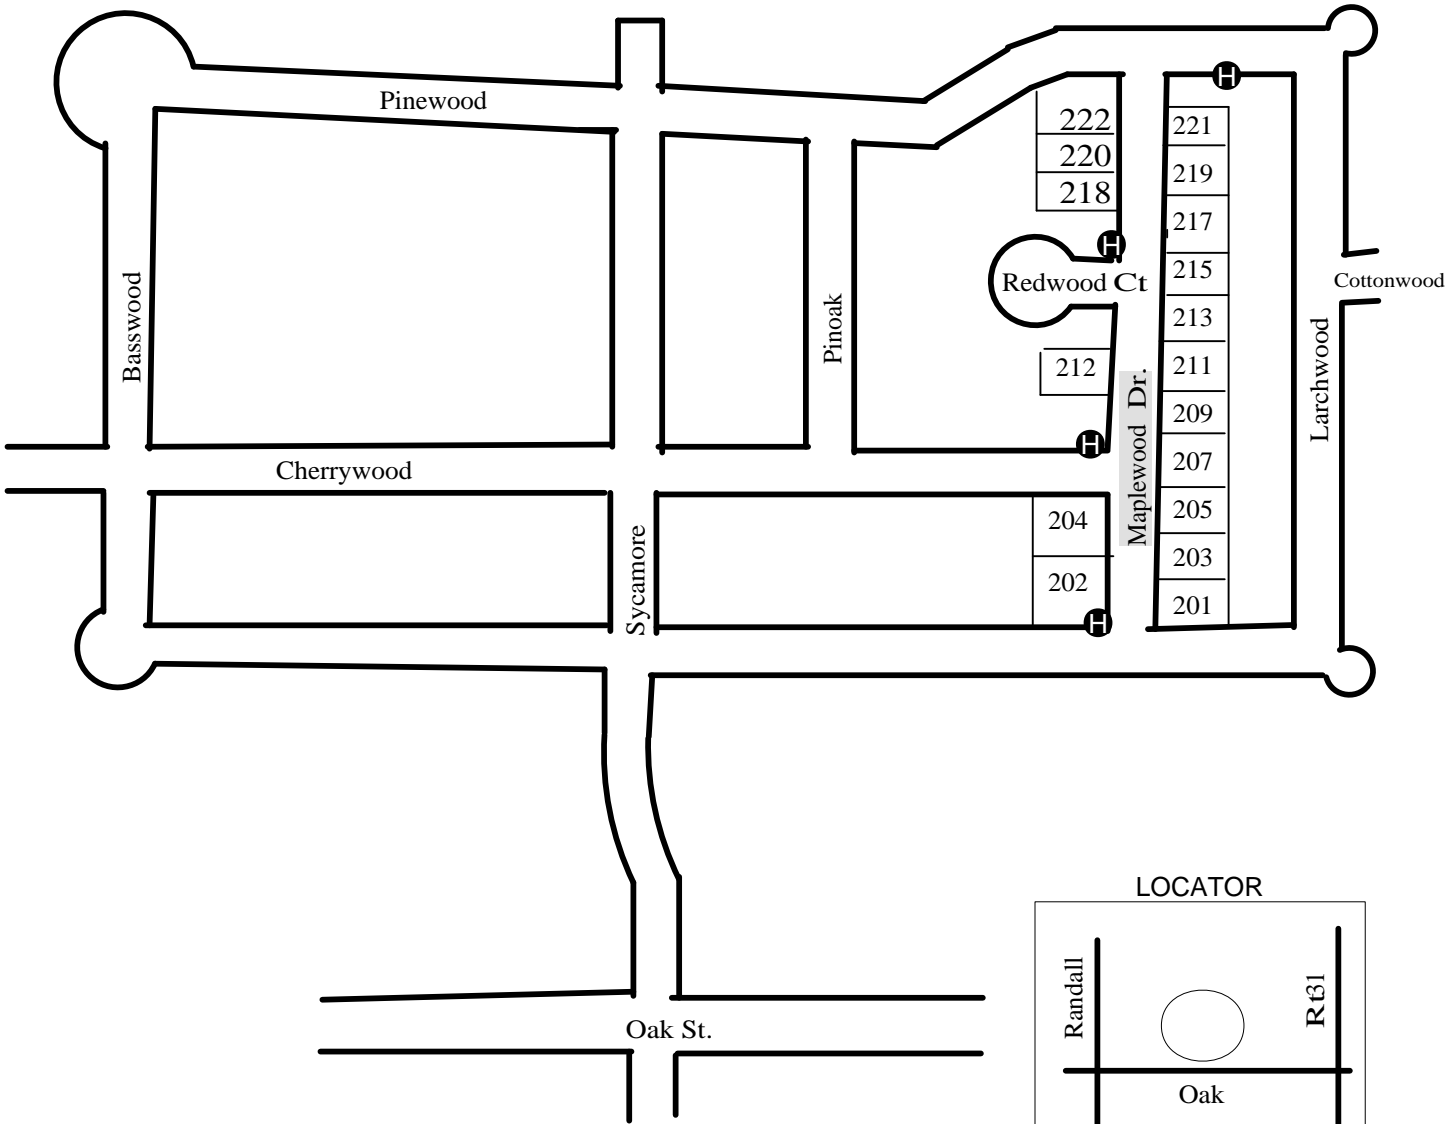 Pinewood
H
222
220
218
221
219
217
H
215
Redwood Ct
Cottonwood
Basswood
Pinoak
213
Larchwood
212
211
Maplewood Dr.
209
H
Cherrywood
207
204
205
Sycamore
203
202
201
H
LOCATOR
Randall
Rt31
Oak St.
Oak